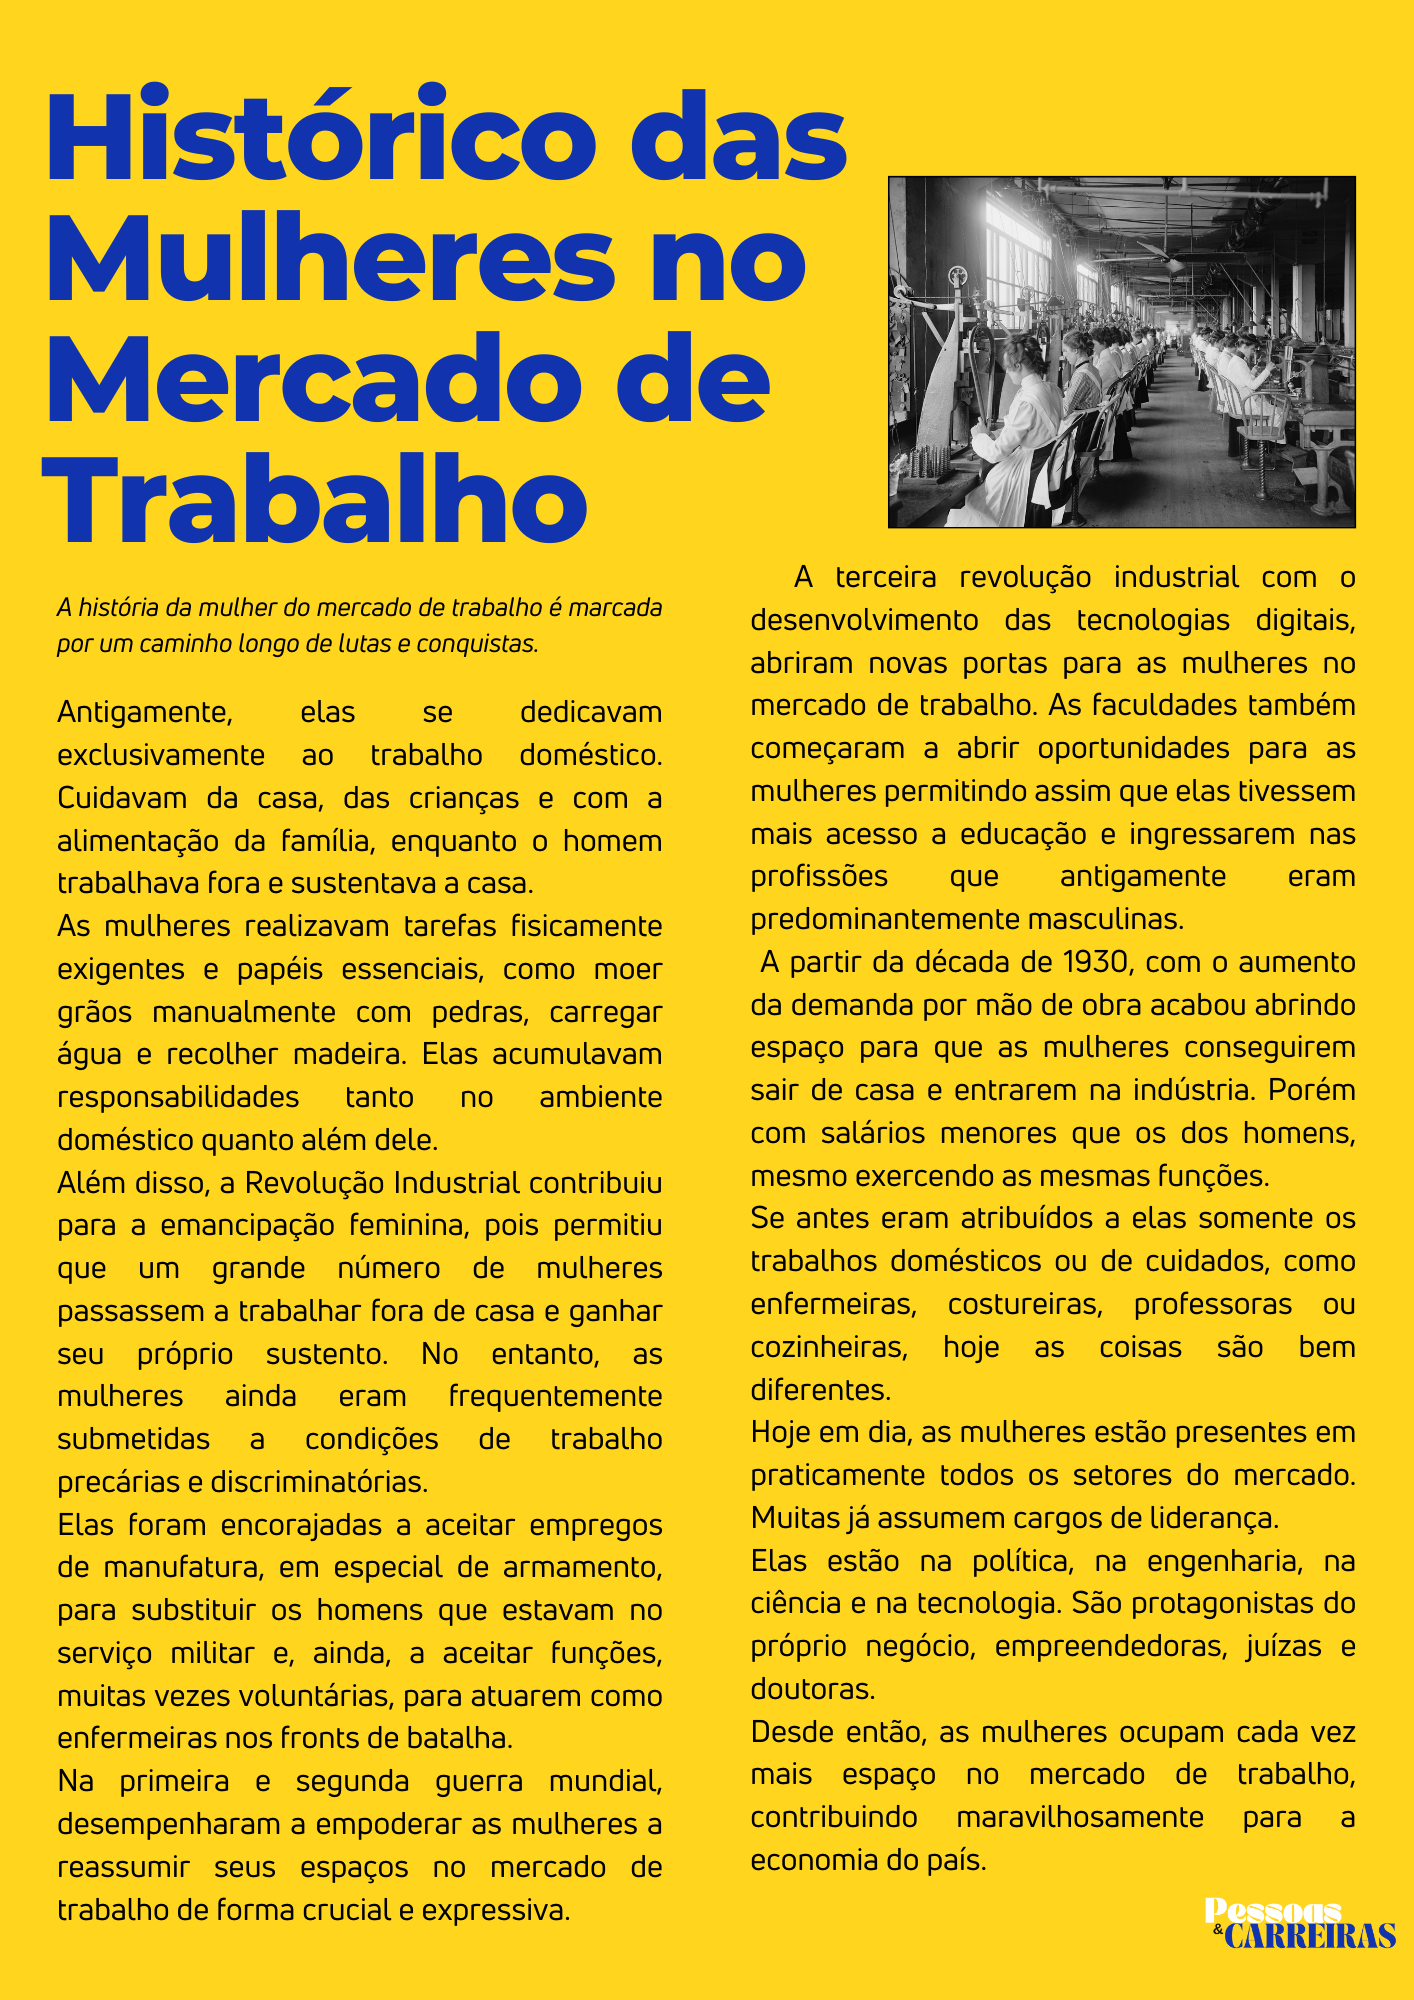 Histórico das
Mulheres no
Mercado de
Trabalho
A história da mulher do mercado de trabalho é marcada
por um caminho longo de lutas e conquistas.
Antigamente, elas se dedicavam
exclusivamente ao trabalho doméstico.
Cuidavam da casa, das crianças e com a
alimentação da família, enquanto o homem
trabalhava fora e sustentava a casa.
As mulheres realizavam tarefas fisicamente
exigentes e papéis essenciais, como moer
grãos manualmente com pedras, carregar
água e recolher madeira. Elas acumulavam
responsabilidades tanto no ambiente
doméstico quanto além dele.
Além disso, a Revolução Industrial contribuiu
para a emancipação feminina, pois permitiu
que um grande número de mulheres
passassem a trabalhar fora de casa e ganhar
seu próprio sustento. No entanto, as
mulheres ainda eram frequentemente
submetidas a condições de trabalho
precárias e discriminatórias.
Elas foram encorajadas a aceitar empregos
de manufatura, em especial de armamento,
para substituir os homens que estavam no
serviço militar e, ainda, a aceitar funções,
muitas vezes voluntárias, para atuarem como
enfermeiras nos fronts de batalha.
Na primeira e segunda guerra mundial,
desempenharam a empoderar as mulheres a
reassumir seus espaços no mercado de
trabalho de forma crucial e expressiva.
A terceira revolução industrial com o
desenvolvimento das tecnologias digitais,
abriram novas portas para as mulheres no
mercado de trabalho. As faculdades também
começaram a abrir oportunidades para as
mulheres permitindo assim que elas tivessem
mais acesso a educação e ingressarem nas
profissões que antigamente eram
predominantemente masculinas.
A partir da década de 1930, com o aumento
da demanda por mão de obra acabou abrindo
espaço para que as mulheres conseguirem
sair de casa e entrarem na indústria. Porém
com salários menores que os dos homens,
mesmo exercendo as mesmas funções.
Se antes eram atribuídos a elas somente os
trabalhos domésticos ou de cuidados, como
enfermeiras, costureiras, professoras ou
cozinheiras, hoje as coisas são bem
diferentes.
Hoje em dia, as mulheres estão presentes em
praticamente todos os setores do mercado.
Muitas já assumem cargos de liderança.
Elas estão na política, na engenharia, na
ciência e na tecnologia. São protagonistas do
próprio negócio, empreendedoras, juízas e
doutoras.
Desde então, as mulheres ocupam cada vez
mais espaço no mercado de trabalho,
contribuindo maravilhosamente para a
economia do país.
Pessoas
&CARREIRAS